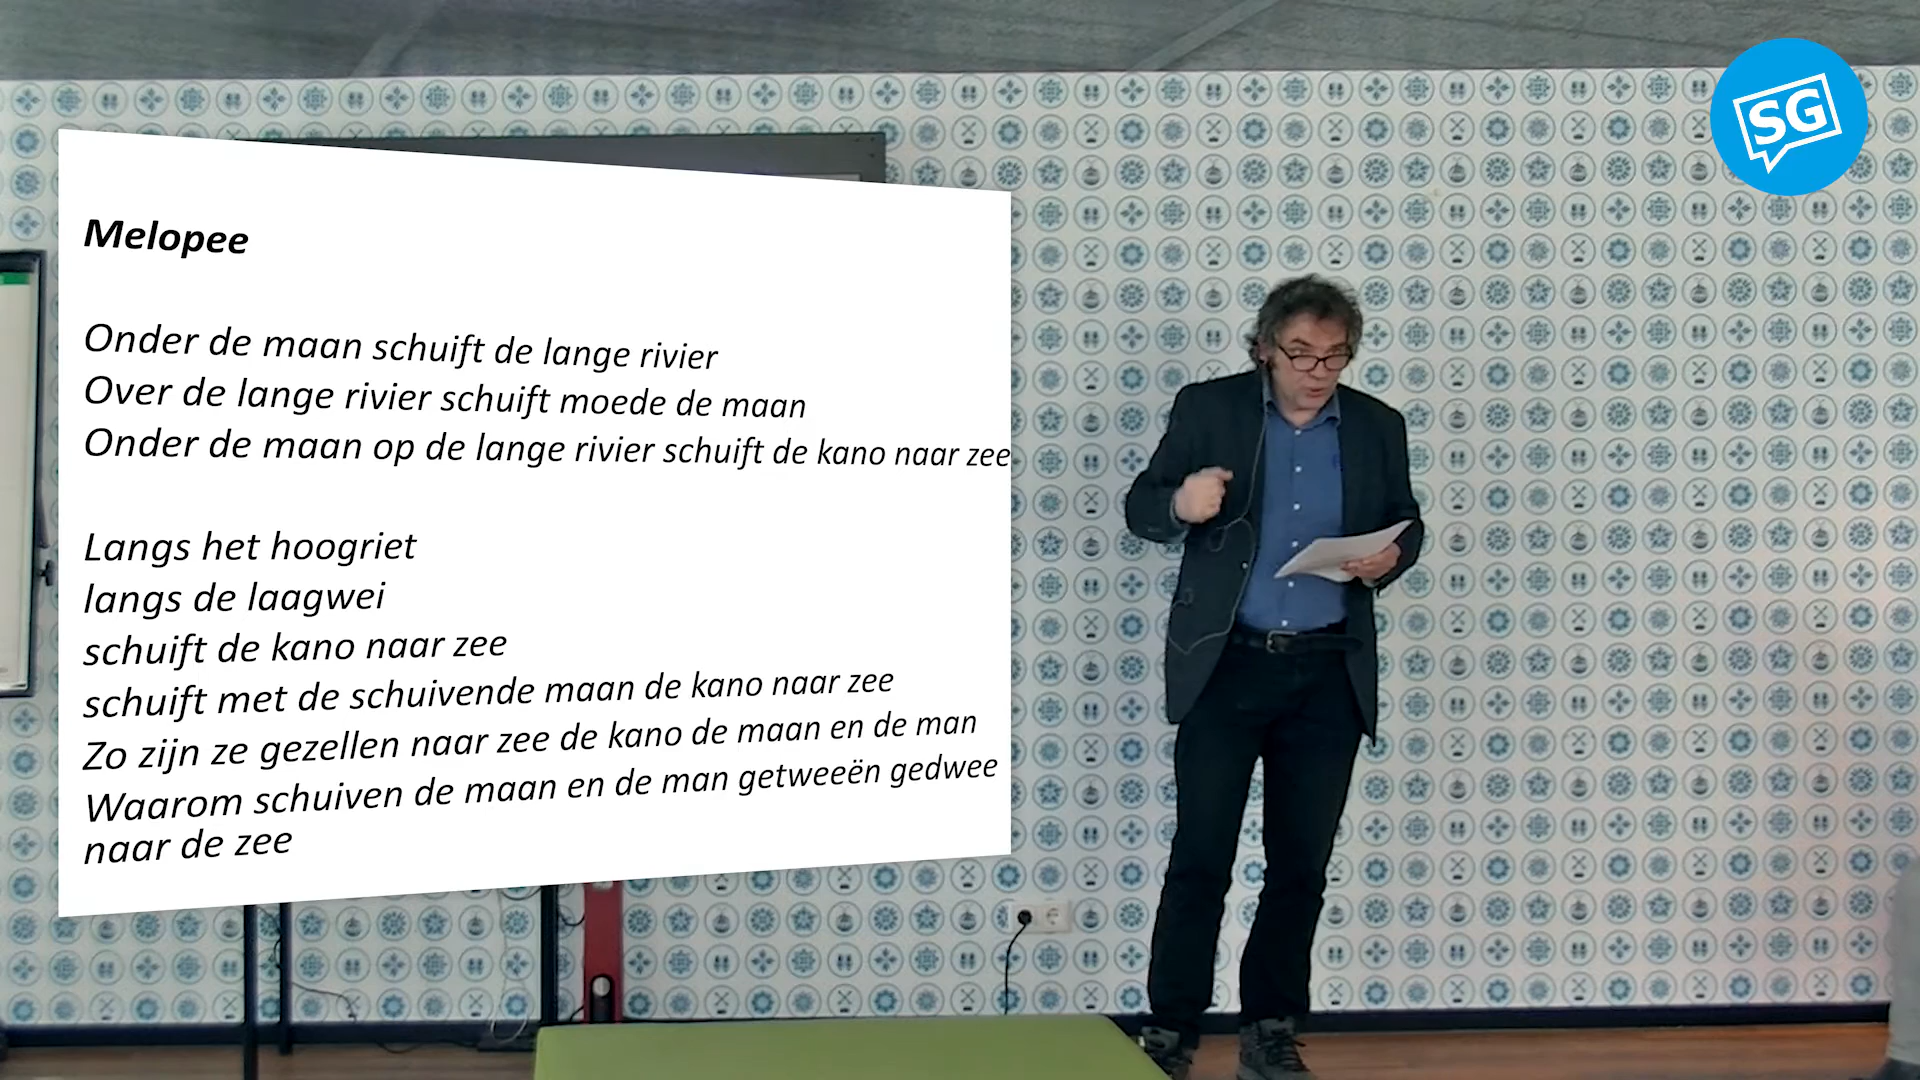 SG
Melopee
Onder de maan schuift de lange rivier
Over de lange rivier schuift moede de maan
Onder de maan op de lange rivier schuift de kano naar zee
Langs het hoogriet
langs de laagwei
schuift de kano naar zee
schuift met de schuivende maan de kano naar zee
Zo zijn ze gezellen naar zee de kano de maan en de man
Waarom schuiven de maan en de man getweeën gedwee
naar de zee